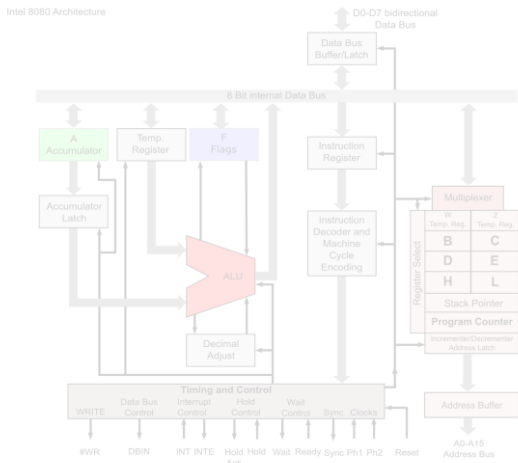 Intel 8080 Architecture
D0-D7 bidirectional
Data Bus
Data Bus
Buffer/Latch
8 Bit internal Data Bus
A
Accumulator
Temp.
Register
F
Flags
Instruction
Register
Accumulator
Latch
Instruction
Decoder and
Machine
Cycle
Encoding
Multiplexer
W
Temp. Reg.
Z
Temp. Reg.
B
C
D
E
H
L
Register Select
Stack Pointer
Program Counter
Incrementer/Decrementer
Address Latch
ALU
Decimal
Adjust
Timing and Control
WRITE
Data Bus
Control
Interrupt
Control
Hold
Control
Wait
Control
Sync
Clocks
Address Buffer
#WR
DBIN
INT
INTE
Hold
Ack
Hold
Wait
Ready
Sync
Ph1
Ph2
Reset
A0-A15
Address Bus